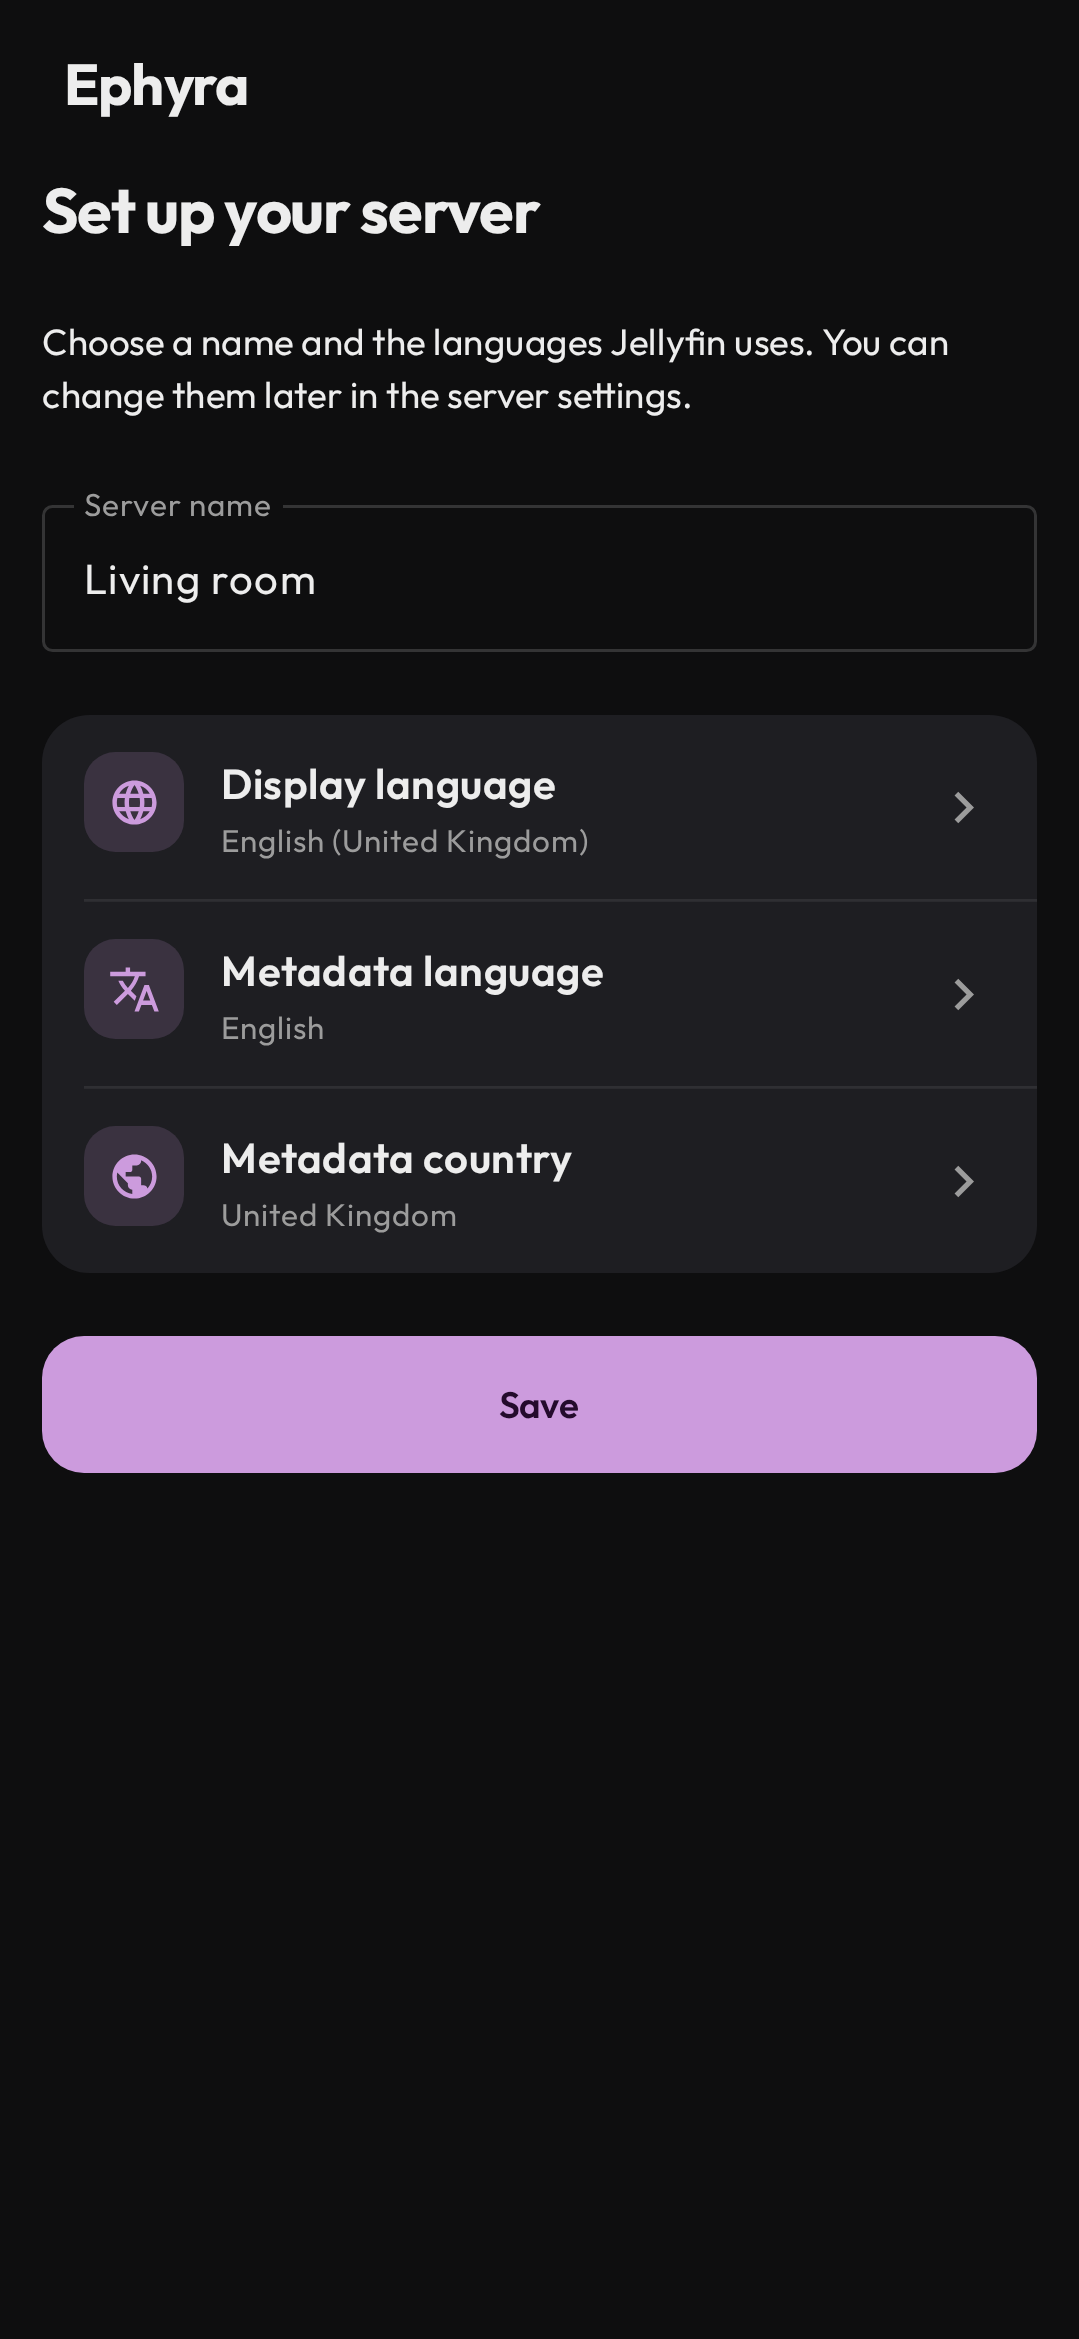 Ephyra
Set up your server
Choose a name and the languages Jellyfin uses. You can
change them later in the server settings.
Server name
Living room
Display language
English (United Kingdom)
Metadata language
English
Metadata country
United Kingdom
Save